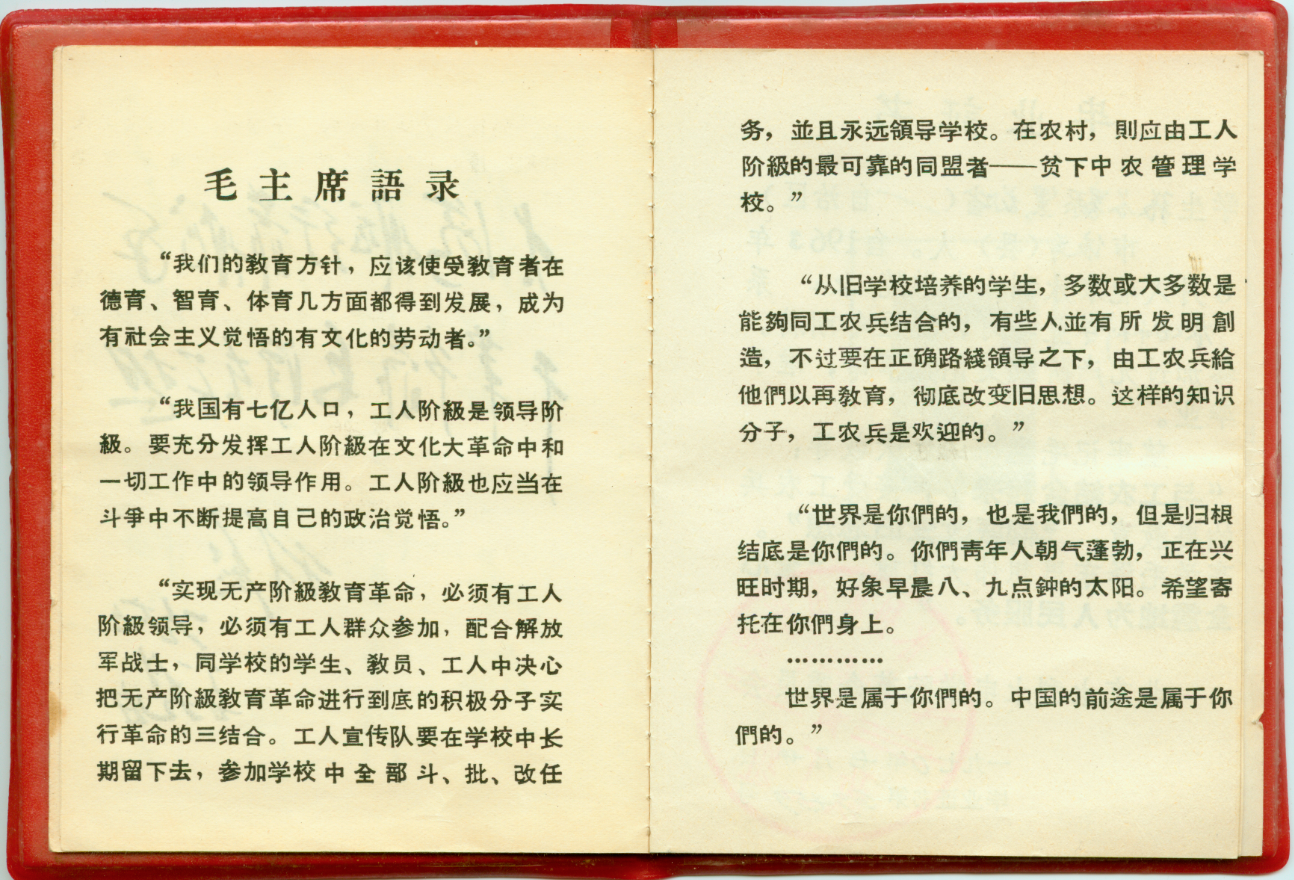 毛主席語录
“我们的教育方针，应该使受教育者在
德育、智育、体育几方面都得到发展，成为
有社会主义觉悟的有文化的劳动者。”
“我国有七亿人口，工人阶級是领导阶
級。要充分发挥工人阶級在文化大革命中和
一切工作中的领导作用。工人阶級也应当在
斗爭中不断提高自己的政治觉悟。”
“实现无产阶級教育革命，必须有工人
阶級领导，必须有工人群众参加，配合解放
军战士，同学校的学生、教员、工人中决心
把无产阶級教育革命进行到底的积极分子实
行革命的三结合。工人宣传队要在学校中长
期留下去，参加学校中全部斗、批、改任
务，並且永远領导学校。在农村，則应由工人
阶級的最可靠的同盟者——贫下中农管理学
校。”
“从旧学校培养的学生，多数或大多数是
能夠同工农兵结合的，有些人並有所发明創
造，不过要在正确路綫領导之下，由工农兵給
他們以再教育，彻底改变旧思想。这样的知识
分子，工农兵是欢迎的。”
“世界是你們的，也是我們的，但是归根
结底是你們的。你們靑年人朝气蓬勃，正在兴
旺时期，好象早晨八、九点鈡的太阳。希望寄
托在你們身上。
…………
世界是属于你們的。中国的前途是属于你
們的。”